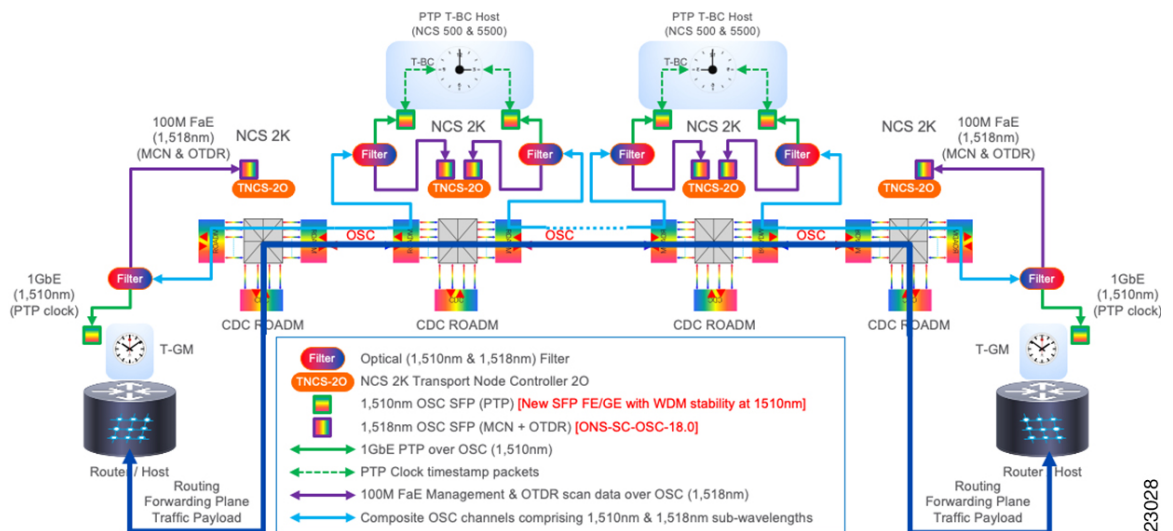 PTP T-BC Host
(NCS 500 & 5500)
PTP T-BC Host
(NCS 500 & 5500)
T-BC
T-BC
100M FaE
(1,518nm)
(MCN & OTDR)
NCS 2K
NCS 2K
NCS 2K
NCS 2K
100M FaE
(1,518nm)
(MCN & OTDR)
Filter
Filter
Filter
Filter
TNCS-2O
TNCS-2O
TNCS-2O
TNCS-2O
OSC
OSC
OSC
1GbE
(1,510nm)
(PTP clock)
Filter
Filter
1GbE
(1,510nm)
(PTP clock)
CDC ROADM
CDC ROADM
CDC ROADM
CDC ROADM
T-GM
T-GM
Filter Optical (1,510nm & 1,518nm) Filter
TNCS-2O NCS 2K Transport Node Controller 2O
1,510nm OSC SFP (PTP) [New SFP FE/GE with WDM stability at 1510nm]
1,518nm OSC SFP (MCN + OTDR) [ONS-SC-OSC-18.0]
1GbE PTP over OSC (1,510nm)
PTP Clock timestamp packets
100M FaE Management & OTDR scan data over OSC (1,518nm)
Composite OSC channels comprising 1,510nm & 1,518nm sub-wavelengths
Router / Host
Routing
Forwarding Plane
Traffic Payload
Router / Host
Routing
Forwarding Plane
Traffic Payload
23028